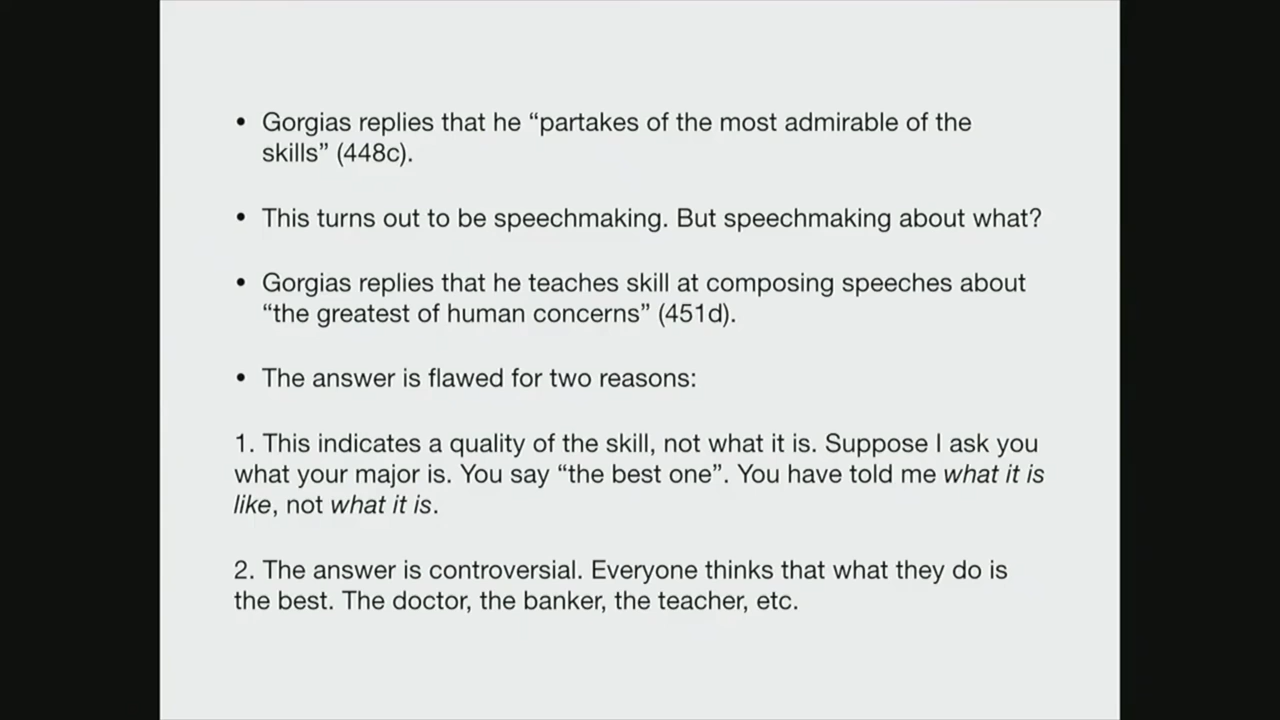 • Gorgias replies that he “partakes of the most admirable of the
skills” (448c).
• This turns out to be speechmaking. But speechmaking about what?
• Gorgias replies that he teaches skill at composing speeches about
“the greatest of human concerns” (451d).
• The answer is flawed for two reasons:
1. This indicates a quality of the skill, not what it is. Suppose I ask you
what your major is. You say “the best one”. You have told me what it is
like, not what it is.
2. The answer is controversial. Everyone thinks that what they do is
the best. The doctor, the banker, the teacher, etc.